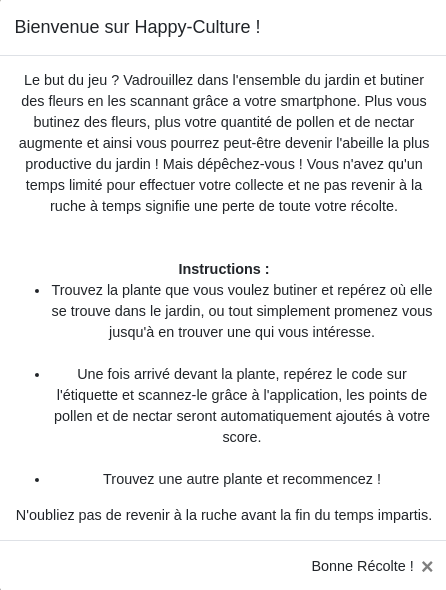 Bienvenue sur Happy-Culture !
Le but du jeu ? Vadrouillez dans l'ensemble du jardin et butiner
des fleurs en les scannant grâce a votre smartphone. Plus vous
butinez des fleurs, plus votre quantité de pollen et de nectar
augmente et ainsi vous pourrez peut-être devenir l'abeille la plus
productive du jardin ! Mais dépêchez-vous ! Vous n'avez qu'un
temps limité pour effectuer votre collecte et ne pas revenir à la
ruche à temps signifie une perte de toute votre récolte.
Instructions :
• Trouvez la plante que vous voulez butiner et repérez où elle
se trouve dans le jardin, ou tout simplement promenez vous
jusqu'à en trouver une qui vous intéresse.
• Une fois arrivé devant la plante, repérez le code sur
l'étiquette et scannez-le grâce à l'application, les points de
pollen et de nectar seront automatiquement ajoutés à votre
score.
• Trouvez une autre plante et recommencez !
N'oubliez pas de revenir à la ruche avant la fin du temps impartis.
Bonne Récolte ! ×